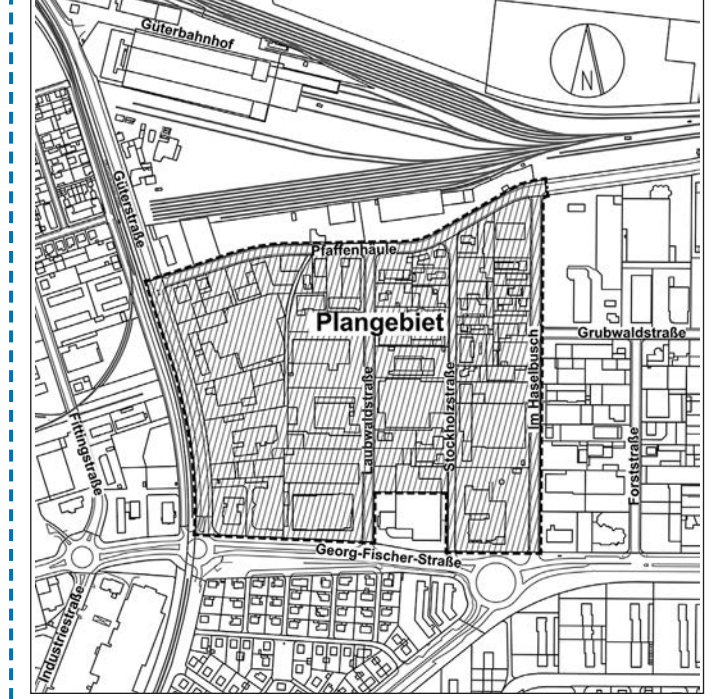 Güterbahnhof
N
Güterstraße
Pfaffenhäule
Plangebiet
Grubwaldstraße
Im Haselbusch
Laubwaldstraße
Stockholzstraße
Fittingstraße
Forststraße
Georg-Fischer-Straße
Industriestraße